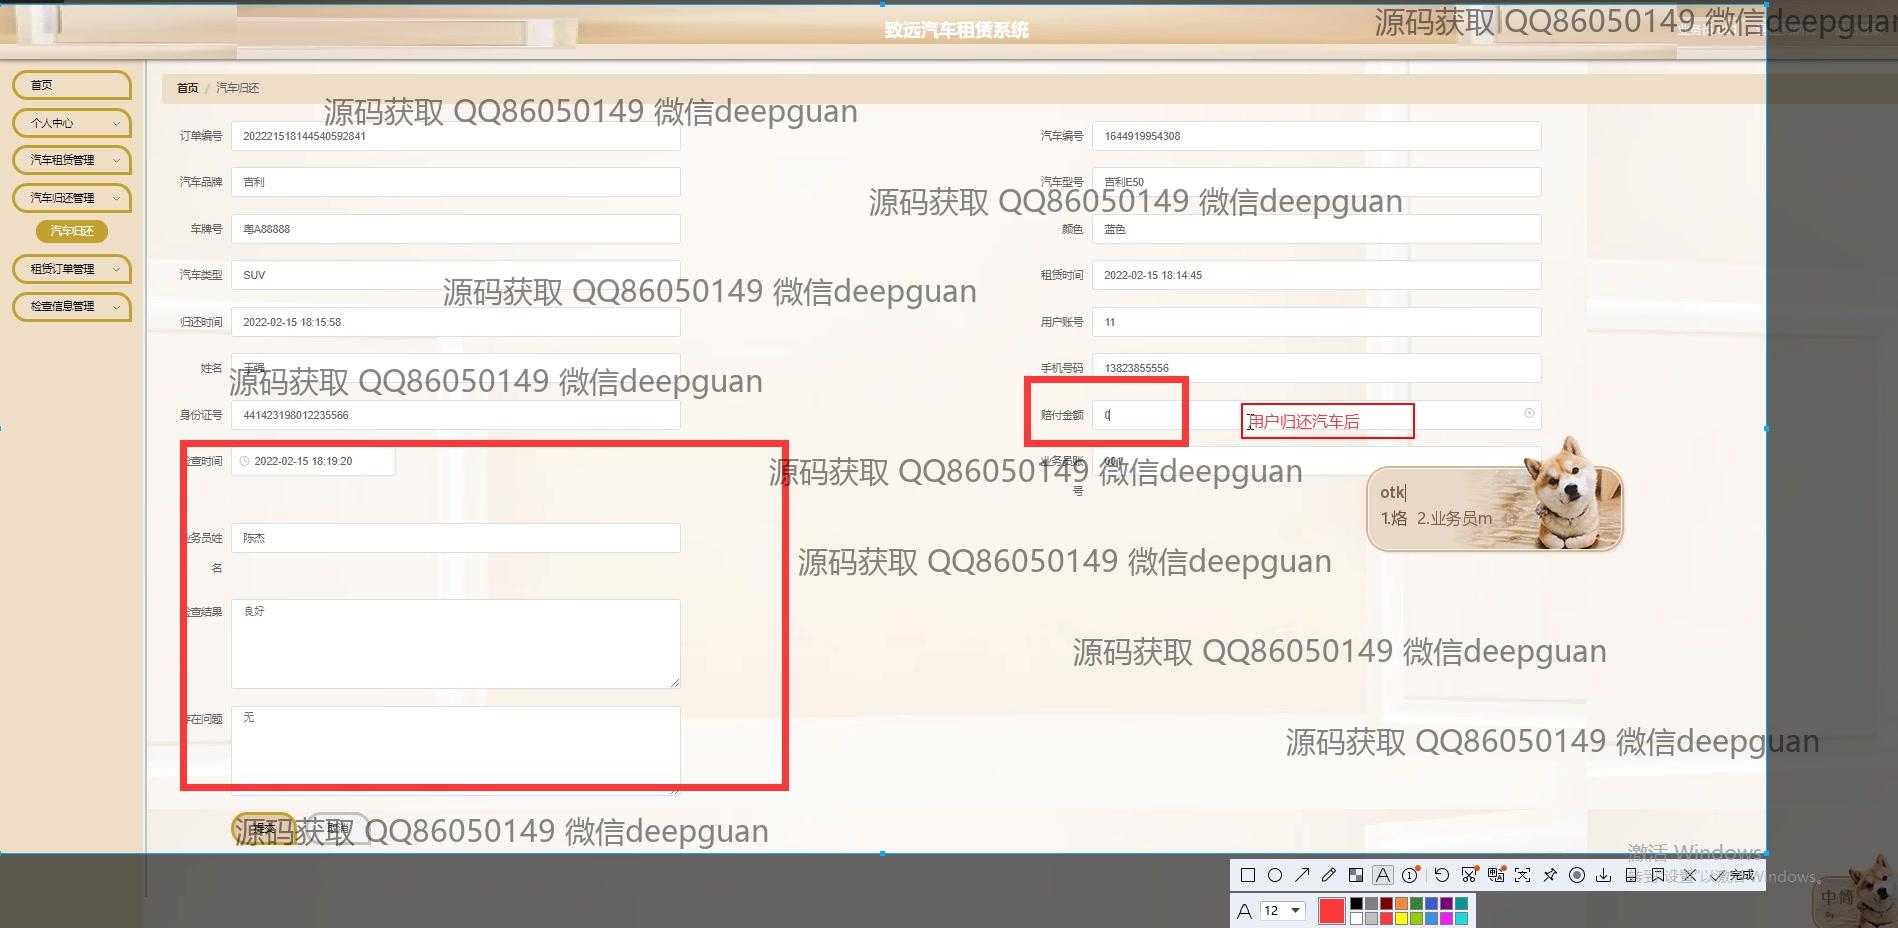 致远汽车租赁系统
源码获取 QQ86050149 微信deepguan
首页
首页 / 汽车归还
源码获取 QQ86050149 微信deepguan
个人中心
订单编号 202221518144540592841 汽车编号 1644919954308
汽车租赁管理
汽车品牌 吉利 汽车型号 吉利E50
汽车归还管理
源码获取 QQ86050149 微信deepguan
汽车归还
车牌号 粤A88888 颜色 蓝色
租赁订单管理
汽车类型 SUV 租赁时间 2022-02-15 18:14:45
源码获取 QQ86050149 微信deepguan
检查信息管理
归还时间 2022-02-15 18:15:58 用户账号 11
姓名 王强 手机号码 13823855556
源码获取 QQ86050149 微信deepguan
身份证号 441423198012235566 赔付金额 0 用户归还汽车后
检查时间 2022-02-15 18:19:20 业务员账号 001
源码获取 QQ86050149 微信deepguan
otk
1.烙 2.业务员m
业务员姓名 陈杰
源码获取 QQ86050149 微信deepguan
检查结果 良好
源码获取 QQ86050149 微信deepguan
存在问题 无
源码获取 QQ86050149 微信deepguan
提交 取消
源码获取 QQ86050149 微信deepguan
激活 Windows
转到"设置"以激活 Windows。
完成
A 12
中简